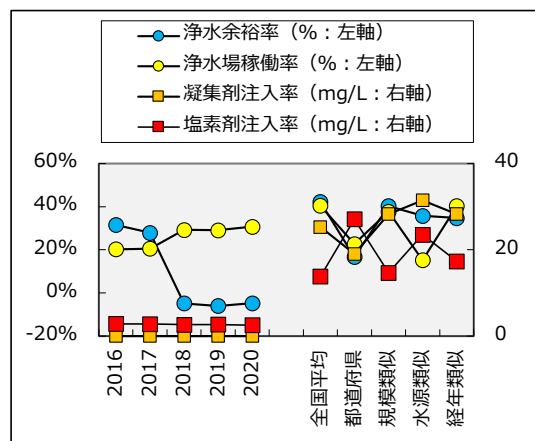 浄水余裕率（%：左軸）
浄水場稼働率（%：左軸）
凝集剤注入率（mg/L：右軸）
塩素剤注入率（mg/L：右軸）
60%
40%
20%
0%
-20%
40
20
0
2016
2017
2018
2019
2020
全国平均
都道府県
規模類似
水源類似
経年類似